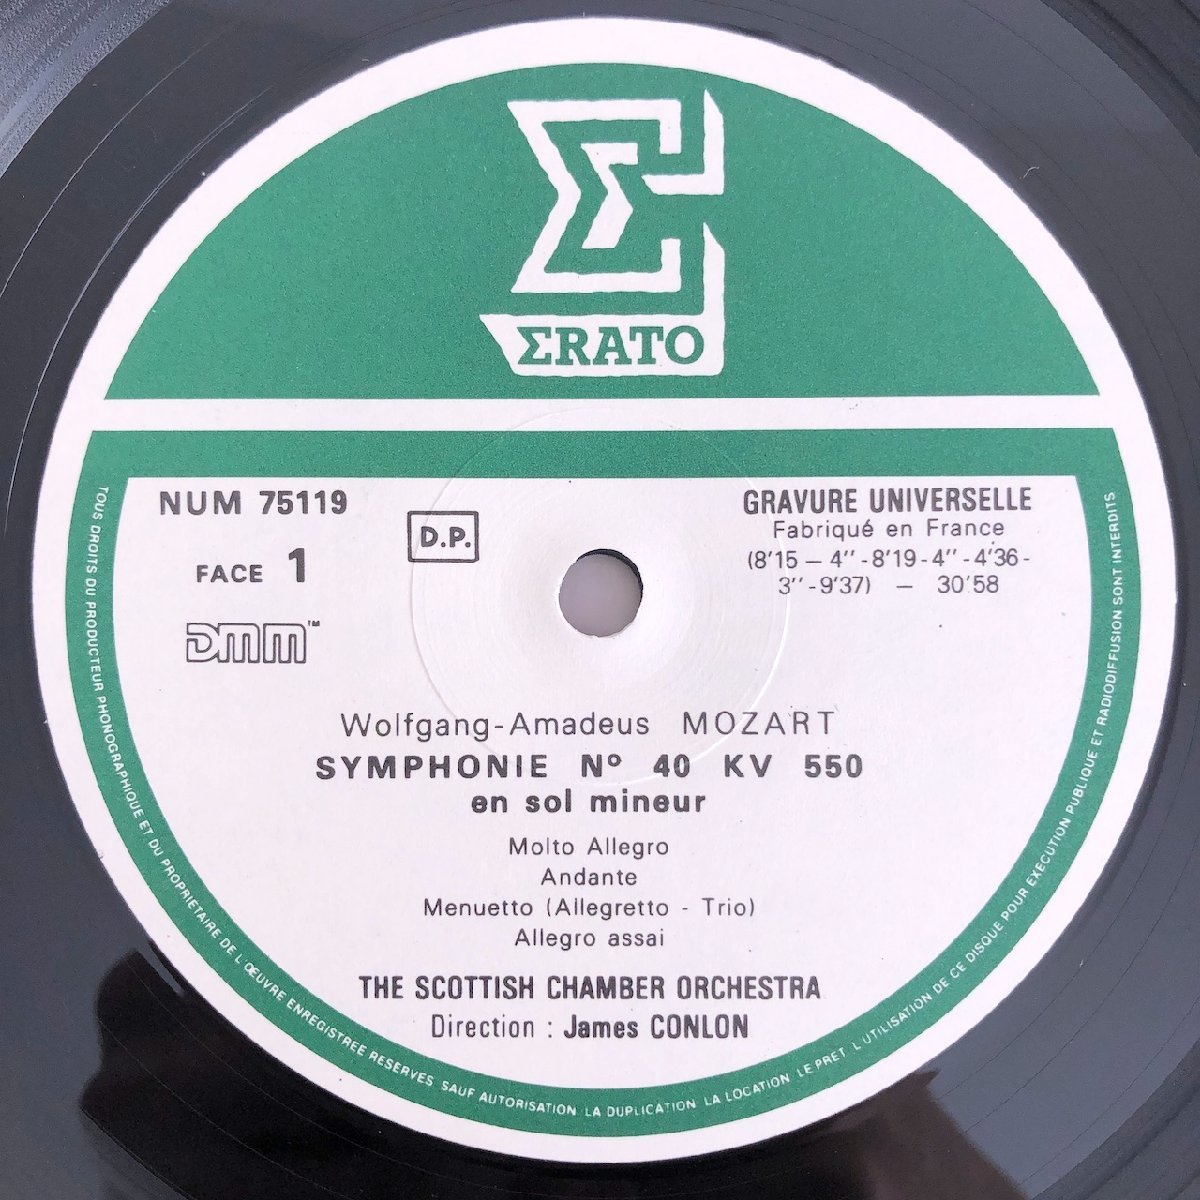 ΣRATO
NUM 75119
FACE 1
DMM™
D.P.
GRAVURE UNIVERSELLE
Fabriqué en France
(8'15 — 4'' - 8'19 - 4'' - 4'36 -
3'' - 9'37) — 30'58
Wolfgang-Amadeus MOZART
SYMPHONIE N° 40 KV 550
en sol mineur
Molto Allegro
Andante
Menuetto (Allegretto - Trio)
Allegro assai
THE SCOTTISH CHAMBER ORCHESTRA
Direction : James CONLON
TOUS DROITS DU PRODUCTEUR PHONOGRAPHIQUE ET DU PROPRIETAIRE DE L'ŒUVRE ENREGISTREE RESERVES SAUF AUTORISATION LA DUPLICATION LA LOCATION LE PRET L'UTILISATION DE CE DISQUE POUR EXECUTION PUBLIQUE ET RADIODIFFUSION SONT INTERDITS